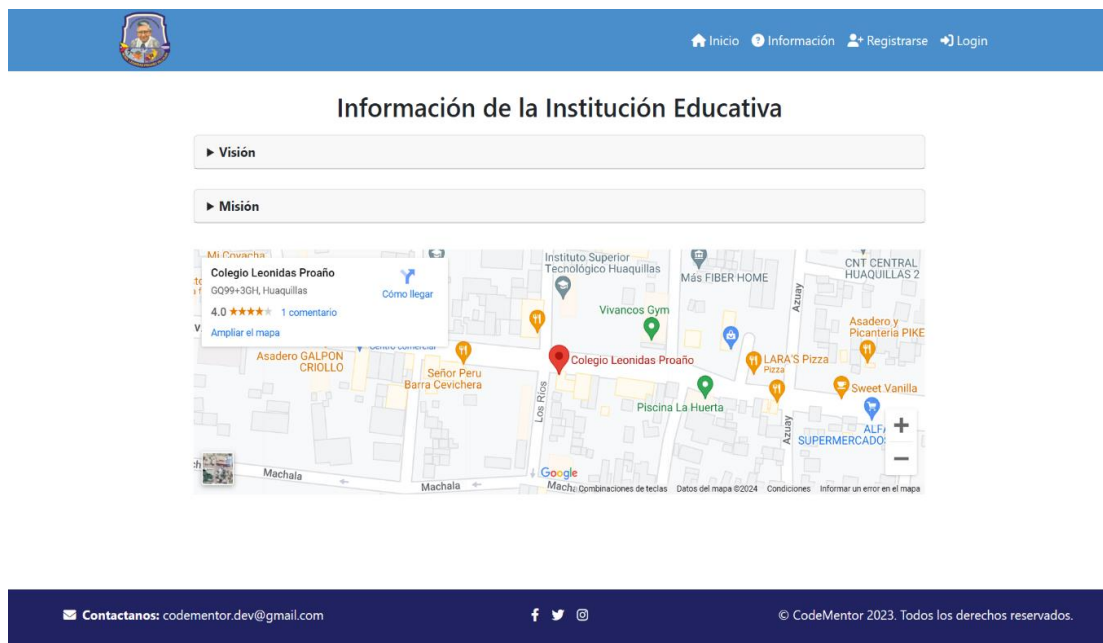 Inicio Información Registrarse Login
Información de la Institución Educativa
Visión
Misión
Mi Covacha
Colegio Leonidas Proaño
GQ99+3GH, Huaquillas
Cómo llegar
4.0 1 comentario
Ampliar el mapa
Instituto Superior
Tecnológico Huaquillas
Más FIBER HOME
CNT CENTRAL
HUAQUILLAS 2
Azuay
Vivancos Gym
Asadero y
Picanteria PIKE
Asadero GALPON
CRIOLLO
Señor Peru
Barra Cevichera
Colegio Leonidas Proaño
LARA'S Pizza
Pizza
Los Ríos
Piscina La Huerta
Sweet Vanilla
Azuay
SUPERMERCADO
Machala
Machala
Google
Combinaciones de teclas Datos del mapa ©2024 Condiciones Informar un error en el mapa
Contactanos: codementor.dev@gmail.com
© CodeMentor 2023. Todos los derechos reservados.